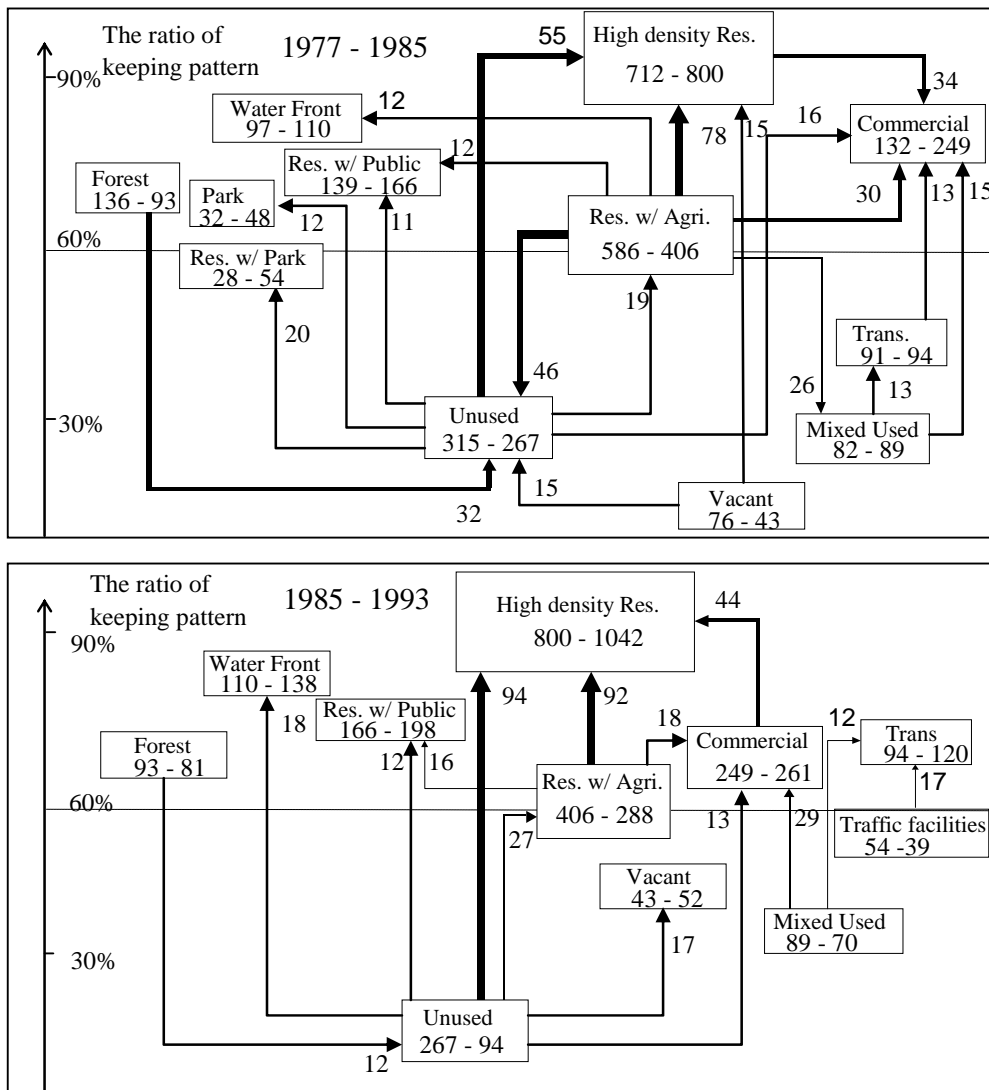 The ratio of
keeping pattern
1977 - 1985
90%
60%
30%
55
High density Res.
712 - 800
34
Water Front
97 - 110
12
78
15
16
Commercial
132 - 249
Res. w/ Public
139 - 166
12
Forest
136 - 93
Park
32 - 48
12
11
30
13
15
Res. w/ Agri.
586 - 406
Res. w/ Park
28 - 54
20
19
Trans.
91 - 94
46
26
13
Unused
315 - 267
Mixed Used
82 - 89
15
32
Vacant
76 - 43
The ratio of
keeping pattern
1985 - 1993
90%
60%
30%
High density Res.
800 - 1042
44
Water Front
110 - 138
18
94
92
Res. w/ Public
166 - 198
12
16
18
Commercial
249 - 261
12
Trans
94 - 120
17
Forest
93 - 81
Res. w/ Agri.
406 - 288
27
13
29
Traffic facilities
54 -39
Vacant
43 - 52
17
Mixed Used
89 - 70
Unused
267 - 94
12